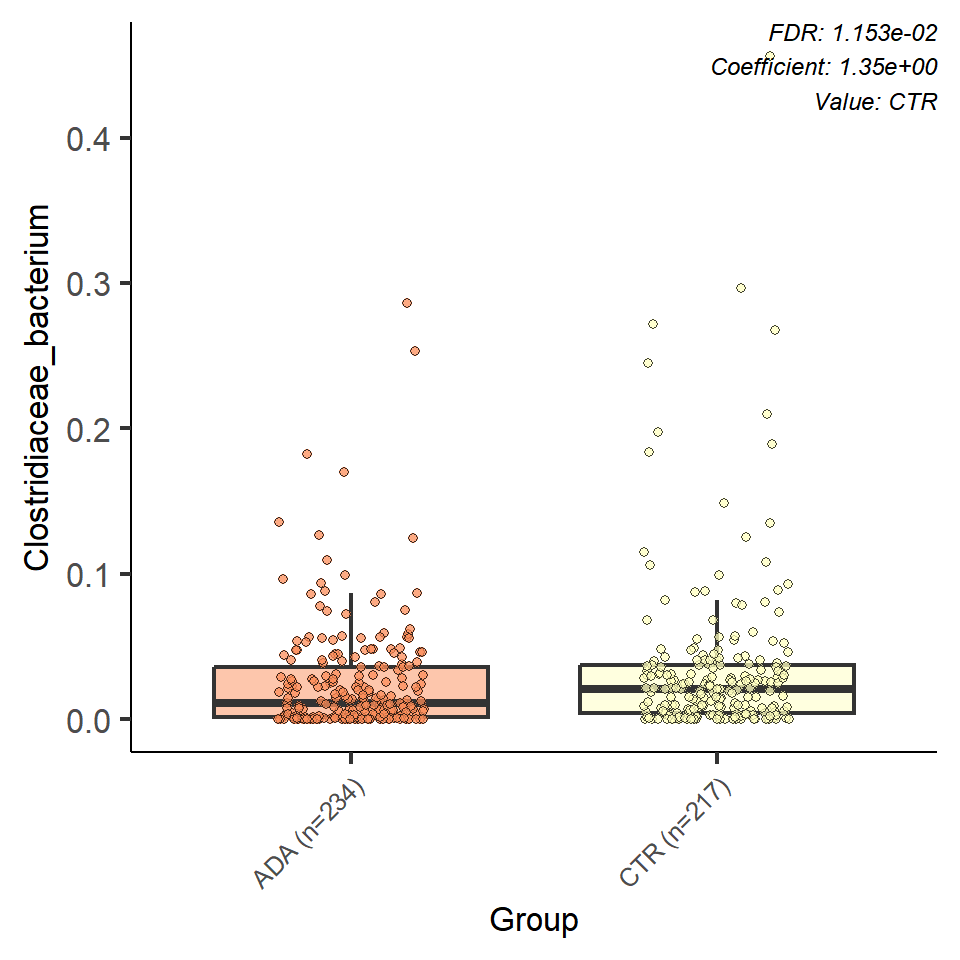 FDR: 1.153e-02
Coefficient: 1.35e+00
Value: CTR
Clostridiaceae_bacterium
0.4
0.3
0.2
0.1
0.0
ADA (n=234)
CTR (n=217)
Group